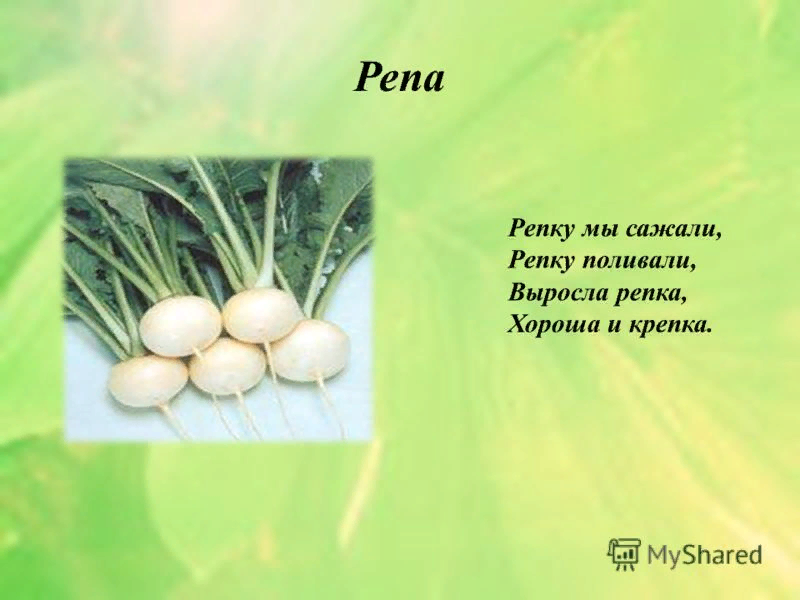 Репа
Репку мы сажали,
Репку поливали,
Выросла репка,
Хороша и крепка.
MyShared